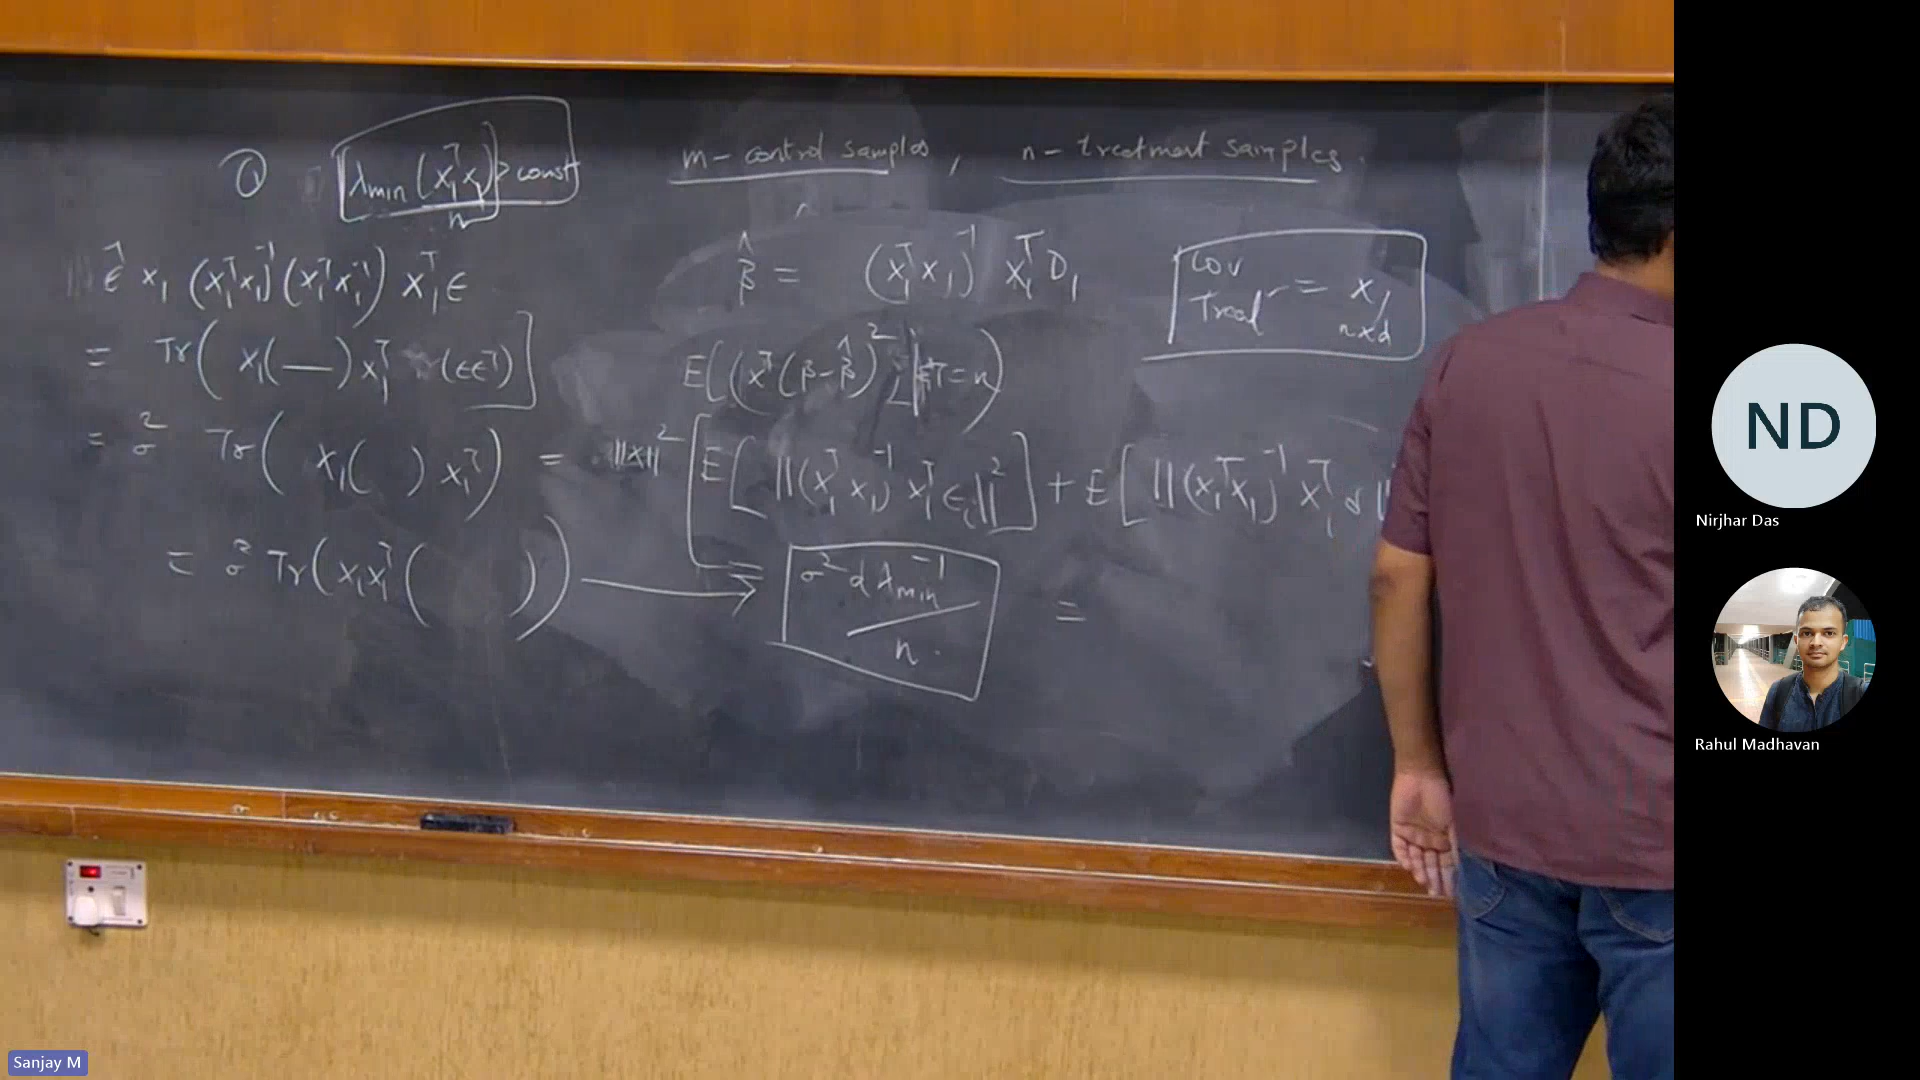 Q λmin(X₁ᵀX₁)/n > const
m - control samples, n - treatment samples.
ε̂ X₁ (X₁ᵀX₁)⁻¹ (X₁ᵀX₁⁻¹) X₁ᵀ ε
= Tr( X₁(—) X₁ᵀ (εεᵀ) ]
= σ² Tr( X₁( ) X₁ᵀ )
= σ² Tr( X₁X₁ᵀ ( ) )
β̂ = (X₁ᵀX₁)⁻¹ X₁ᵀ D₁
Cov
Treat = X₁
n×d
E((Xᵀ(β-β̂)² | T = n)
= ||X||² [ E[ ||(X₁ᵀX₁)⁻¹ X₁ᵀ ε₁||² ] + E[ ||(X₁ᵀX₁)⁻¹ X₁ᵀ α ||
= σ² d λmin⁻¹ / n . =
ND
Nirjhar Das
Rahul Madhavan
Sanjay M